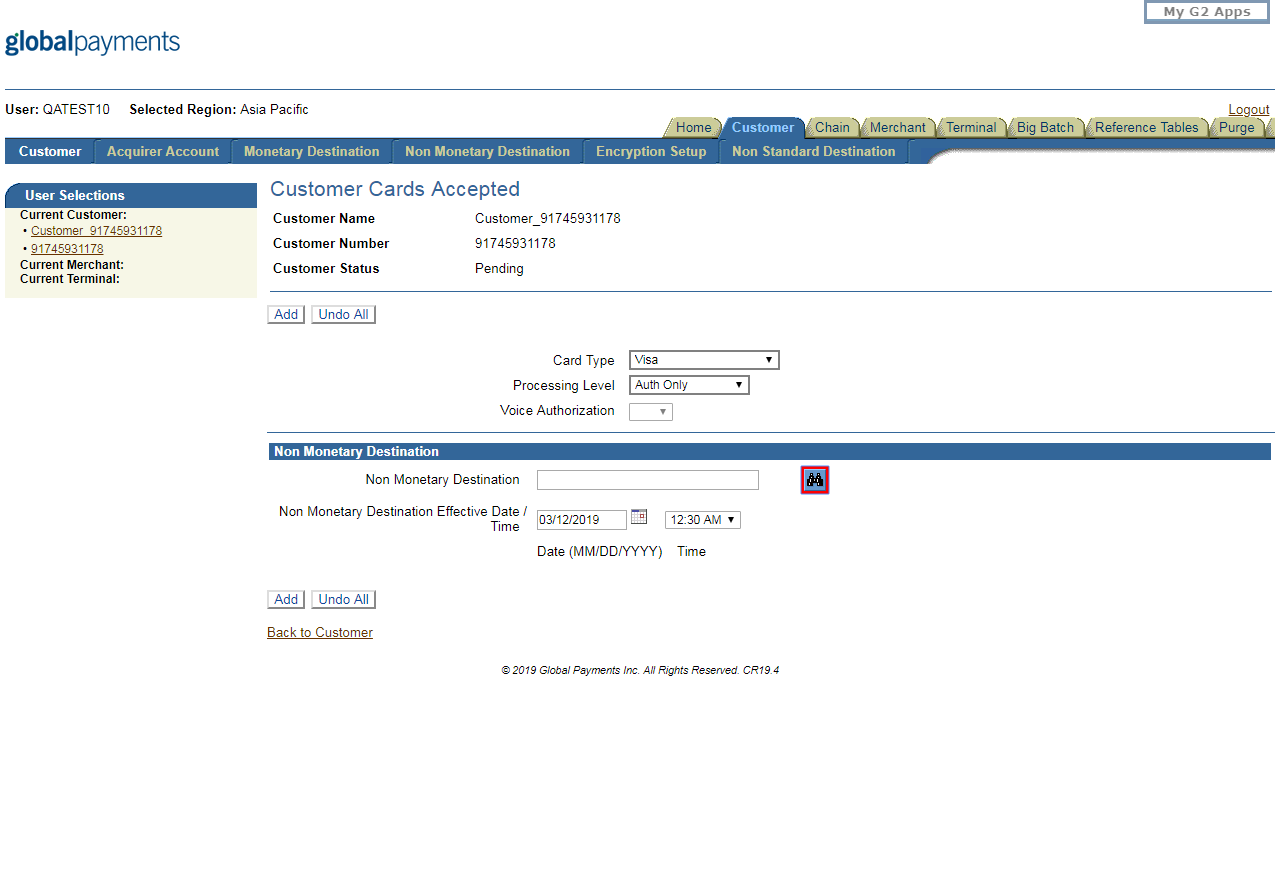 My G2 Apps
globalpayments
User: QATEST10 Selected Region: Asia Pacific
Logout
Home Customer Chain Merchant Terminal Big Batch Reference Tables Purge
Customer Acquirer Account Monetary Destination Non Monetary Destination Encryption Setup Non Standard Destination
User Selections
Current Customer:
• Customer_91745931178
• 91745931178
Current Merchant:
Current Terminal:
Customer Cards Accepted
Customer Name Customer_91745931178
Customer Number 91745931178
Customer Status Pending
Add Undo All
Card Type Visa
Processing Level Auth Only
Voice Authorization
Non Monetary Destination
Non Monetary Destination
Non Monetary Destination Effective Date /
Time 03/12/2019 12:30 AM
Date (MM/DD/YYYY) Time
Add Undo All
Back to Customer
© 2019 Global Payments Inc. All Rights Reserved. CR19.4